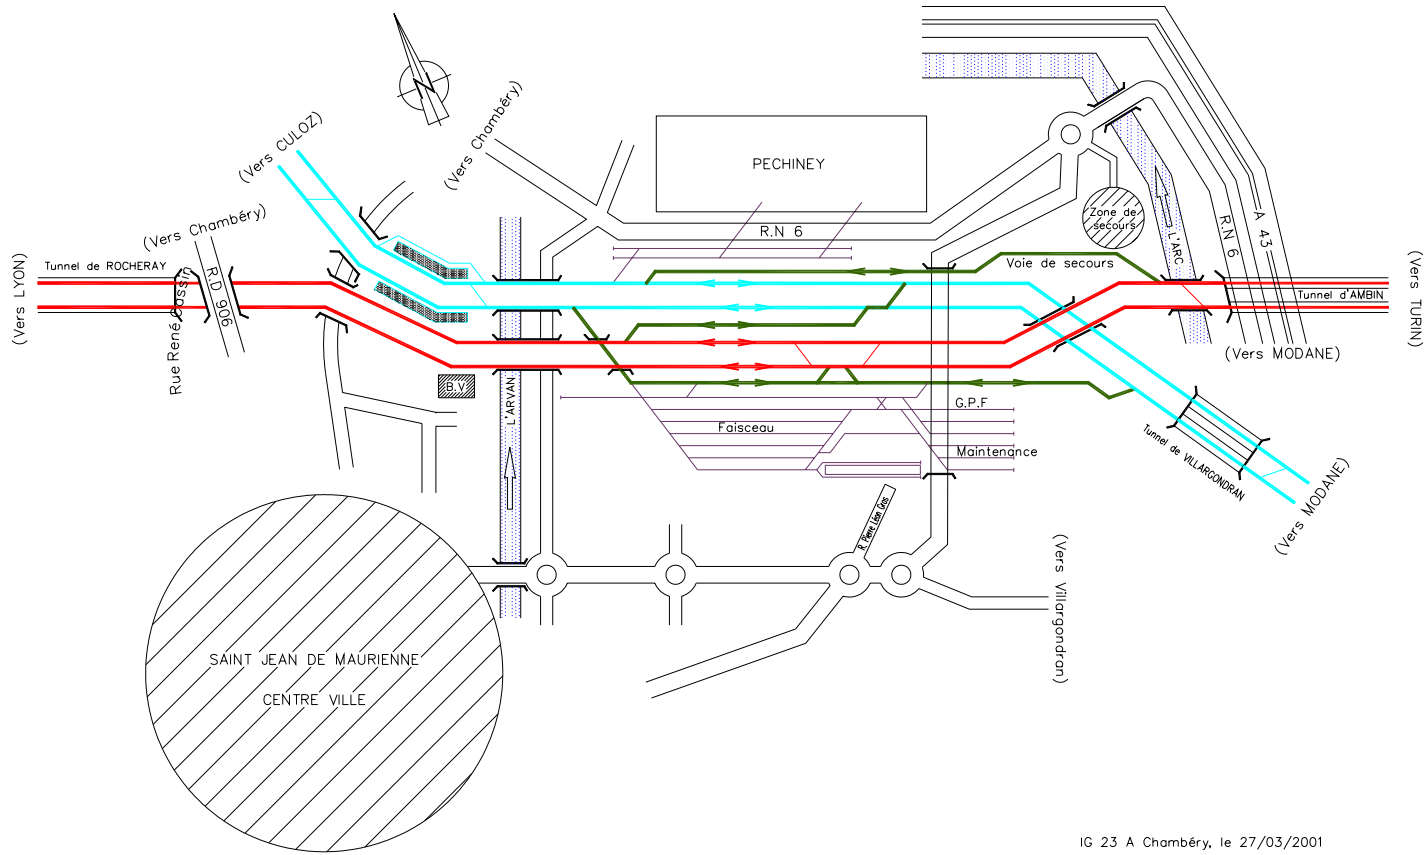 (Vers CULOZ)
(Vers Chambéry)
PECHINEY
(Vers Chambéry)
R.N 6
Zone de
secours
L'ARC
R.N 6
A 43
(Vers LYON)
Tunnel de ROCHERAY
R.D 906
Rue René Cassin
Voie de secours
Tunnel d'AMBIN
(Vers TURIN)
(Vers MODANE)
B.V
L'ARVAN
G.P.F
Faisceau
Maintenance
Tunnel de VILLARGONDRAN
(Vers MODANE)
R. Pierre Léon Gras
(Vers Villargondran)
SAINT JEAN DE MAURIENNE
CENTRE VILLE
N
IG 23 A Chambéry, le 27/03/2001